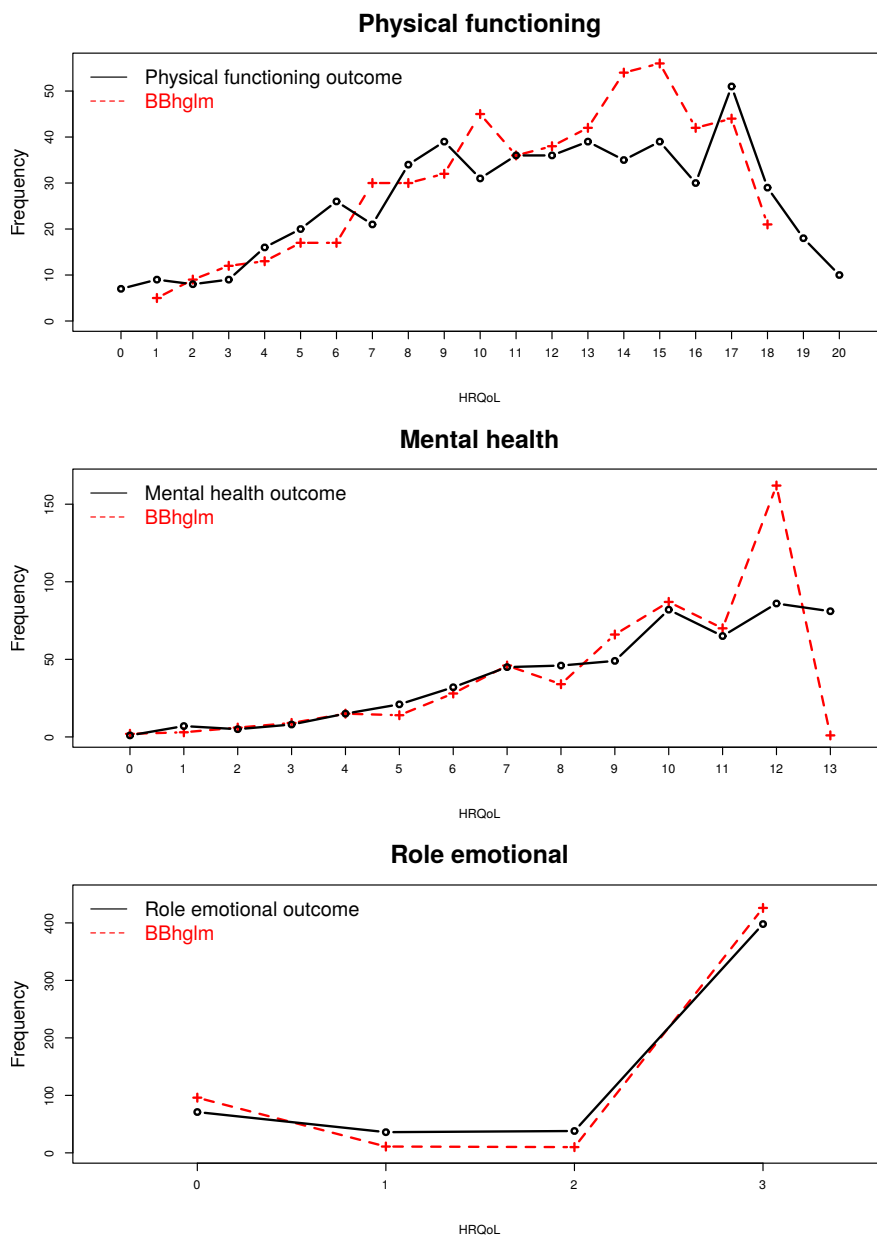 Physical functioning
Physical functioning outcome
BBhglm
Frequency
50
40
30
20
10
0
0 1 2 3 4 5 6 7 8 9 10 11 12 13 14 15 16 17 18 19 20
HRQoL
Mental health
Mental health outcome
BBhglm
Frequency
150
100
50
0
0 1 2 3 4 5 6 7 8 9 10 11 12 13
HRQoL
Role emotional
Role emotional outcome
BBhglm
Frequency
400
300
200
100
0
0 1 2 3
HRQoL